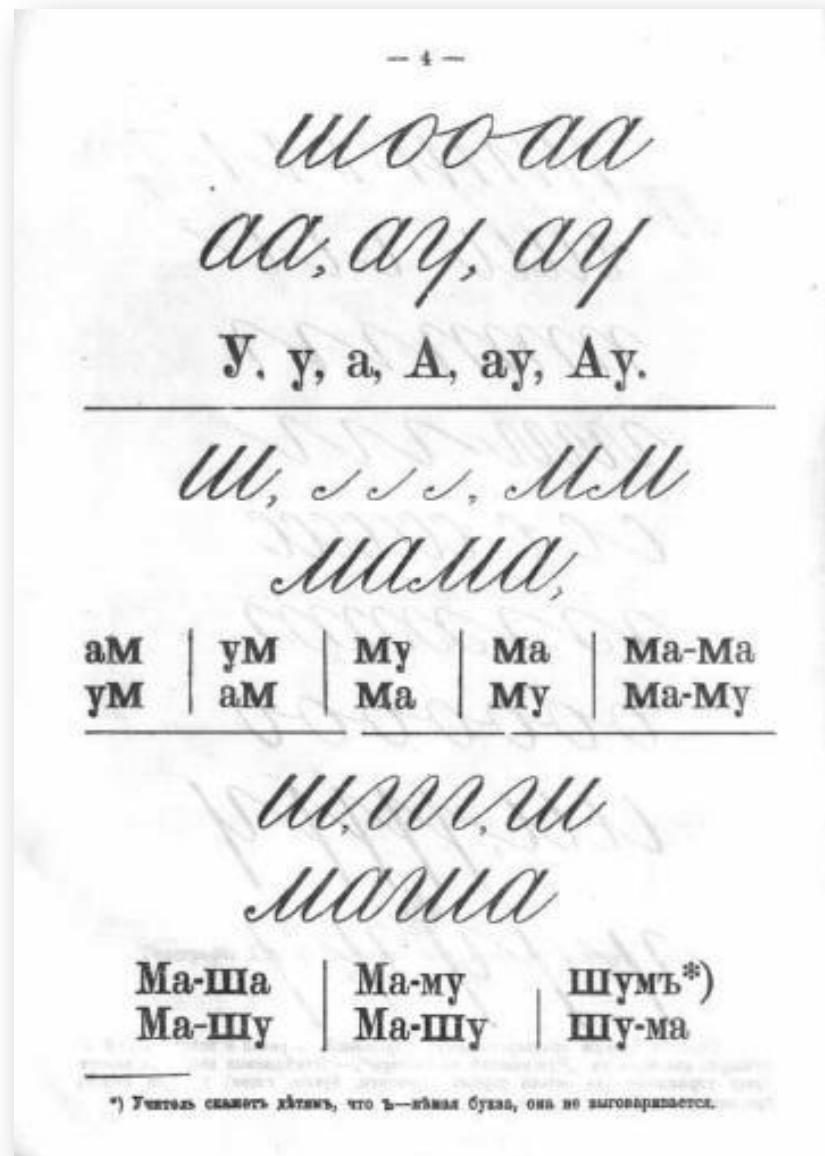 — 4 —
шооаа
аа, ау, ау
У. у, а, А, ау, Ау.
ш, мм
мама,
ам | ум | му | ма | ма-ма
ум | ам | ма | му | ма-му
маша
Ма-ша | Ма-му | шумъ*)
Ма-шу | Ма-шу | шу-ма
*) Учитель скажетъ дѣтямъ, что ъ—нѣмая буква, она не выговаривается.